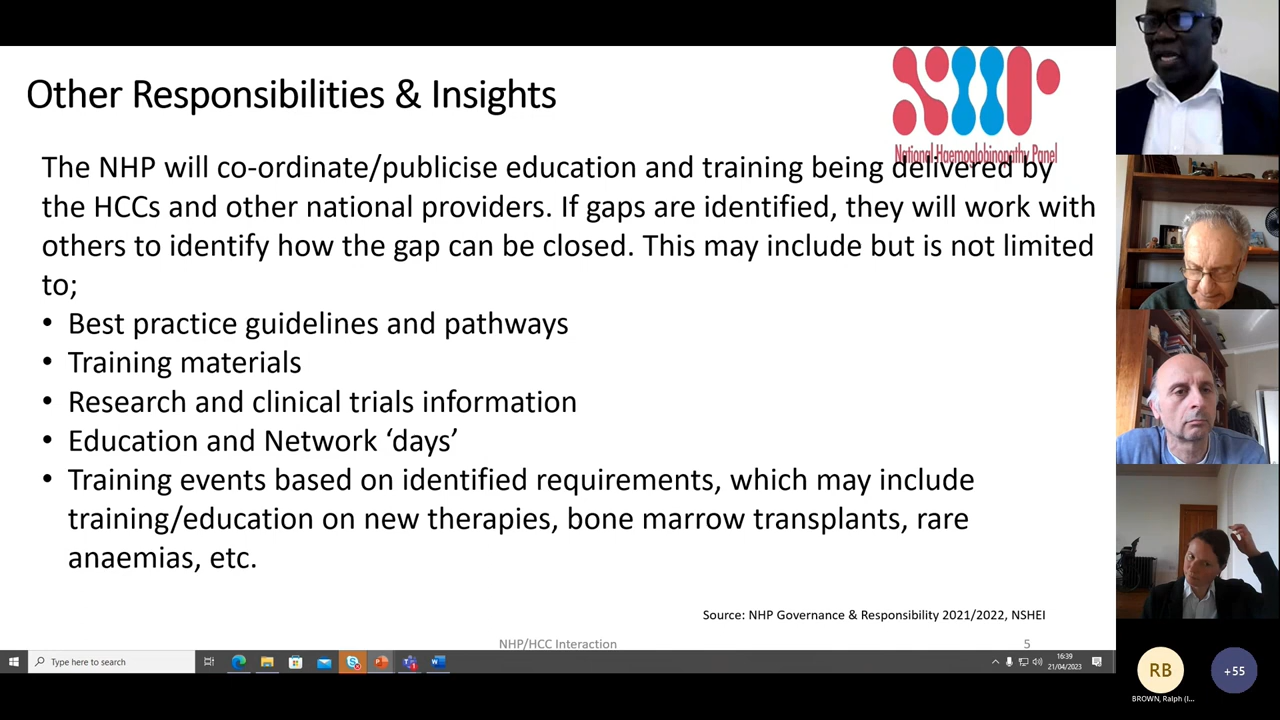 Other Responsibilities & Insights
NHP
National Haemoglobinopathy Panel
The NHP will co-ordinate/publicise education and training being delivered by
the HCCs and other national providers. If gaps are identified, they will work with
others to identify how the gap can be closed. This may include but is not limited
to;
• Best practice guidelines and pathways
• Training materials
• Research and clinical trials information
• Education and Network ‘days’
• Training events based on identified requirements, which may include
training/education on new therapies, bone marrow transplants, rare
anaemias, etc.
Source: NHP Governance & Responsibility 2021/2022, NSHEI
NHP/HCC Interaction
5
Type here to search
16:39
21/04/2023
RB
+55
BROWN, Ralph (I...